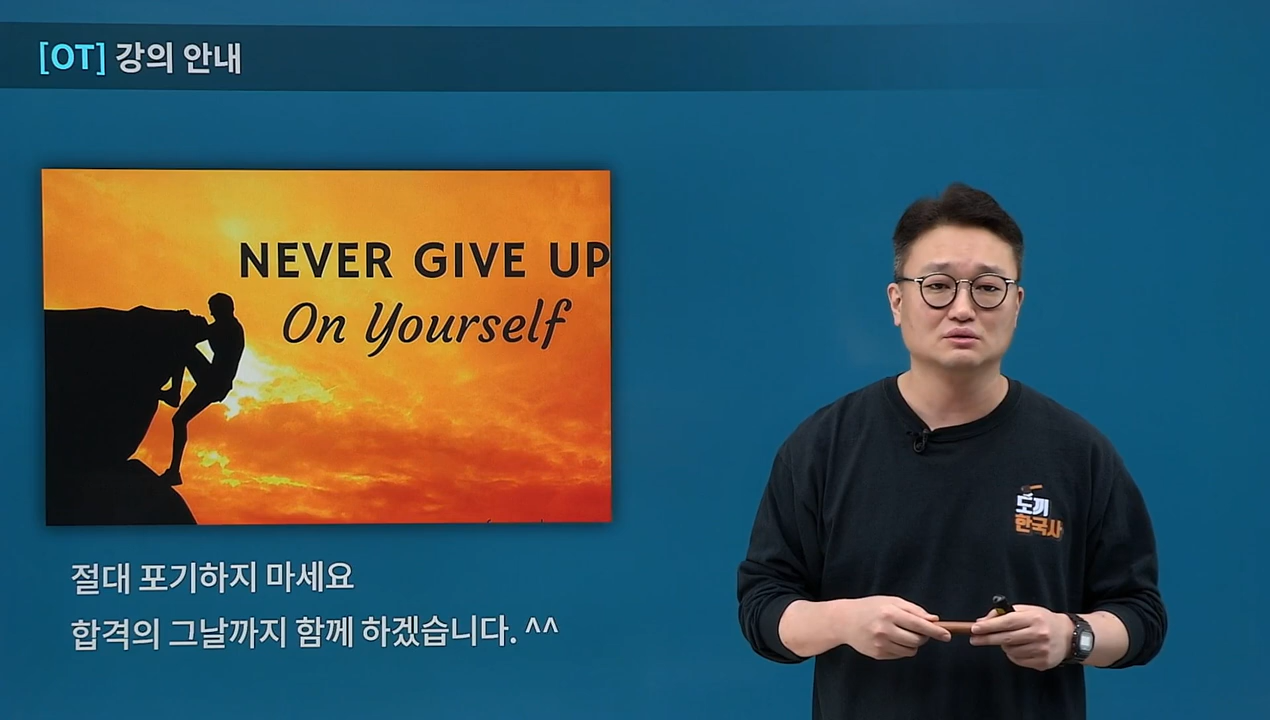 [OT] 강의 안내
NEVER GIVE UP
On Yourself
절대 포기하지 마세요
합격의 그날까지 함께 하겠습니다. ^^
도끼
한국사